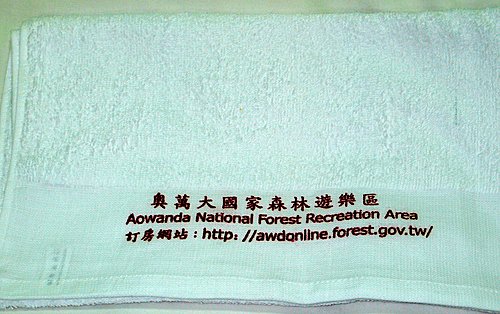 奧萬大國家森林遊樂區
Aowanda National Forest Recreation Area
訂房網站：http://awdonline.forest.gov.tw/